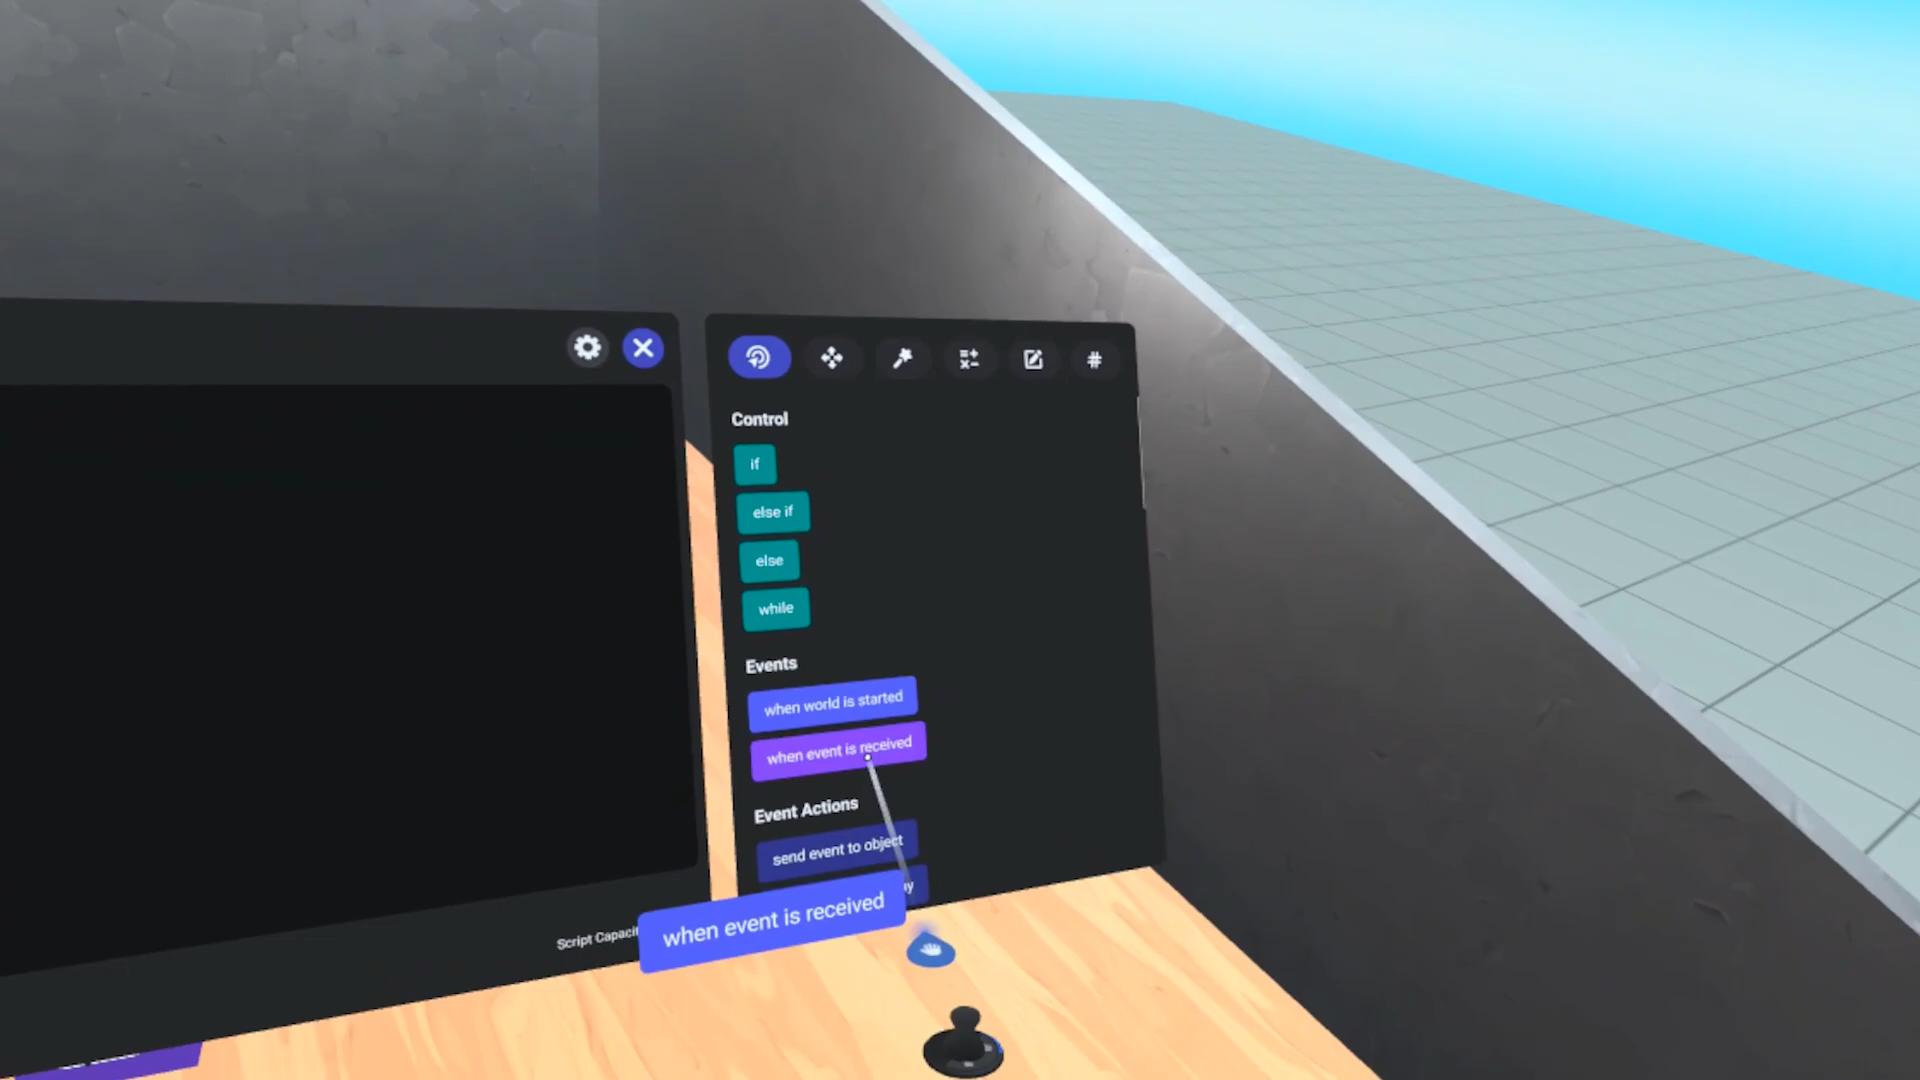 Control
if
else if
else
while
Events
when world is started
when event is received
Event Actions
send event to object
when event is received
Script